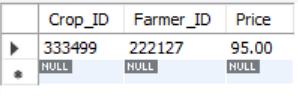 Crop_ID Farmer_ID Price
333499 222127 95.00
NULL NULL NULL